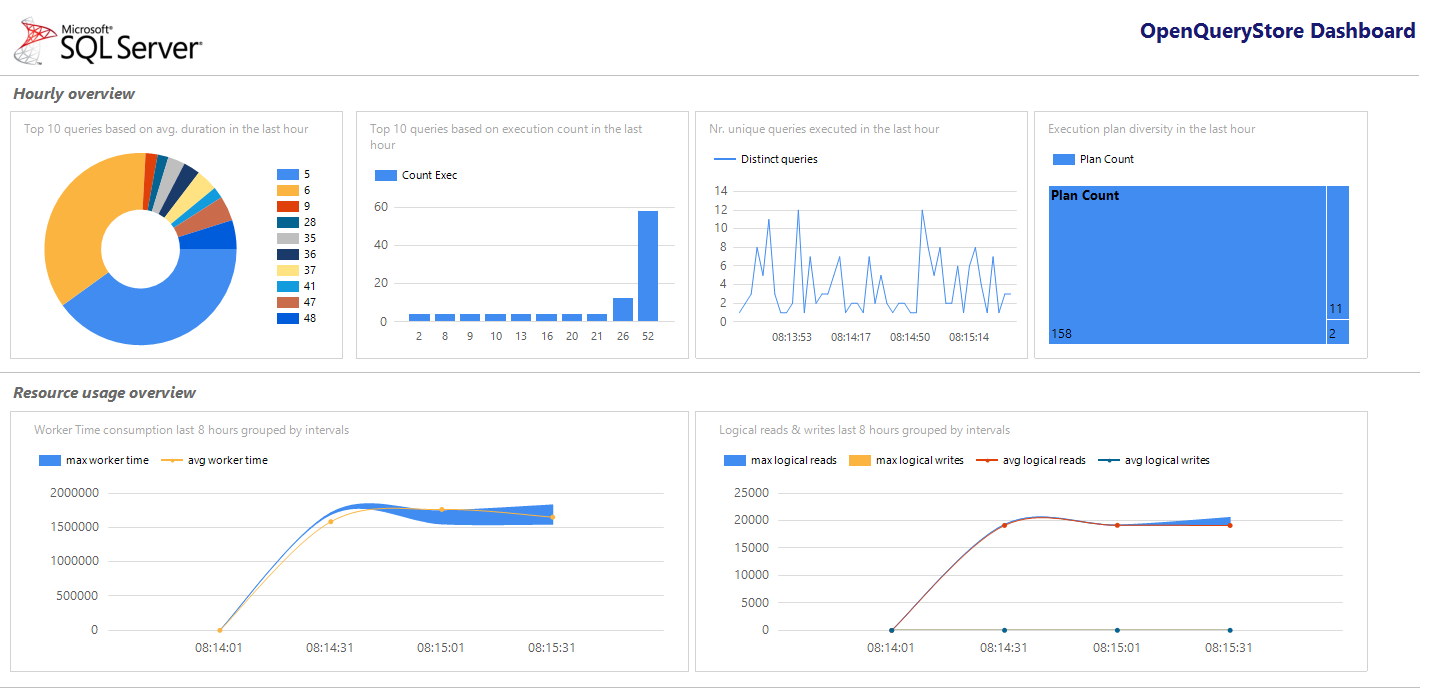 Microsoft®
SQL Server®
OpenQueryStore Dashboard
Hourly overview
Top 10 queries based on avg. duration in the last hour
5
6
9
28
35
36
37
41
47
48
Top 10 queries based on execution count in the last
hour
Count Exec
60
40
20
0
2 8 9 10 13 16 20 21 26 52
Nr. unique queries executed in the last hour
Distinct queries
14
12
10
8
6
4
2
0
08:13:53 08:14:17 08:14:50 08:15:14
Execution plan diversity in the last hour
Plan Count
Plan Count
11
158
2
Resource usage overview
Worker Time consumption last 8 hours grouped by intervals
max worker time avg worker time
2000000
1500000
1000000
500000
0
08:14:01 08:14:31 08:15:01 08:15:31
Logical reads & writes last 8 hours grouped by intervals
max logical reads max logical writes avg logical reads avg logical writes
25000
20000
15000
10000
5000
0
08:14:01 08:14:31 08:15:01 08:15:31